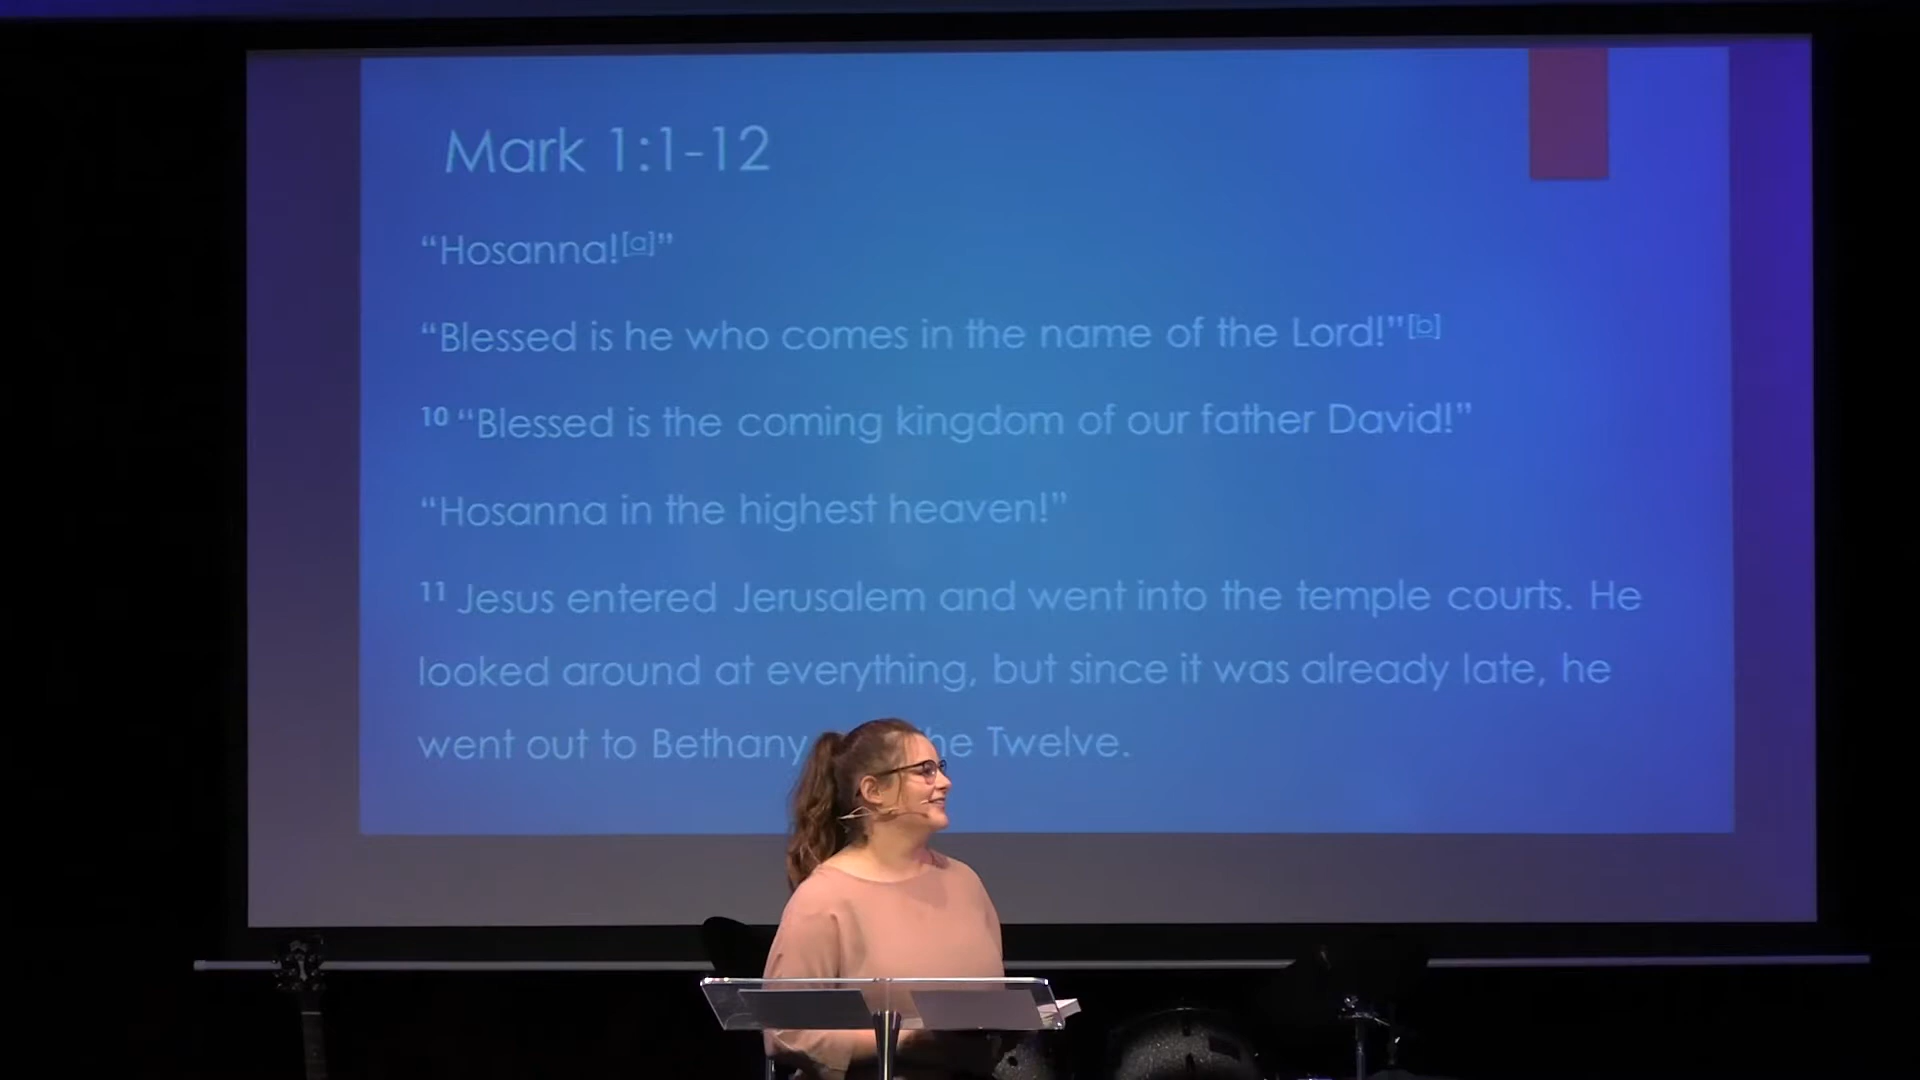 Mark 1:1-12
“Hosanna![a]”
“Blessed is he who comes in the name of the Lord!”[b]
10 “Blessed is the coming kingdom of our father David!”
“Hosanna in the highest heaven!”
11 Jesus entered Jerusalem and went into the temple courts. He
looked around at everything, but since it was already late, he
went out to Bethany he Twelve.